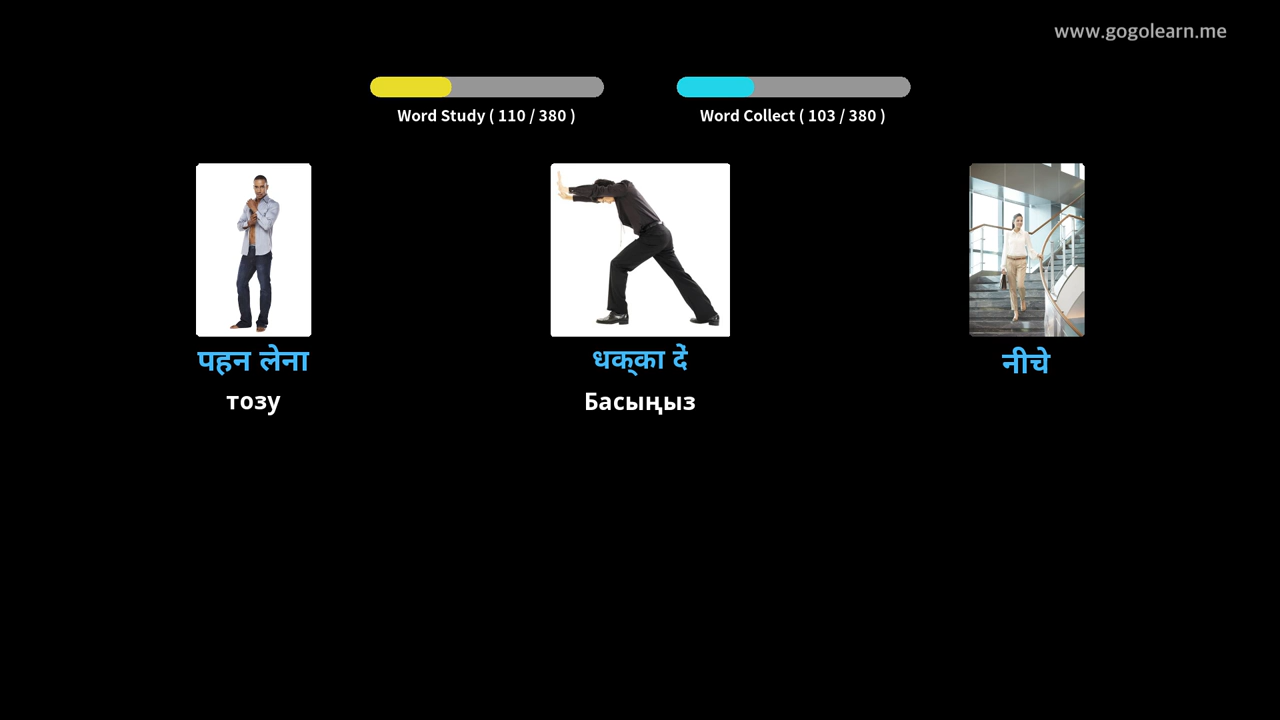 www.gogolearn.me
Word Study ( 110 / 380 )
Word Collect ( 103 / 380 )
पहन लेना
धक्‍का दें
नीचे
тозу
Басыңыз